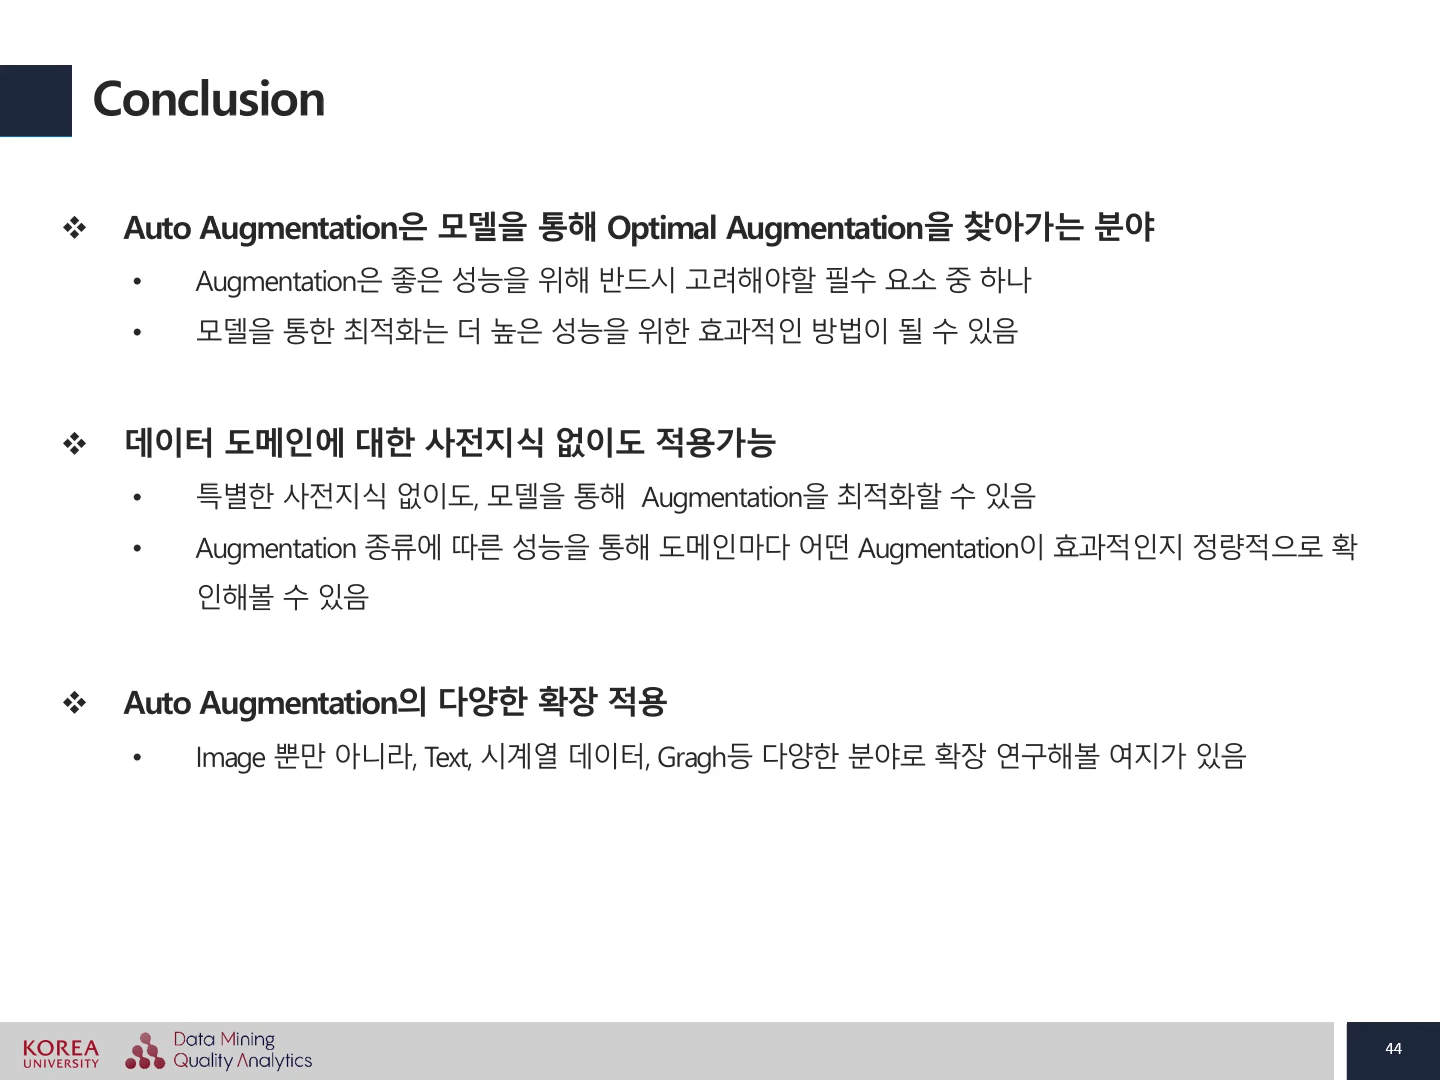 Conclusion
❖ Auto Augmentation은 모델을 통해 Optimal Augmentation을 찾아가는 분야
• Augmentation은 좋은 성능을 위해 반드시 고려해야할 필수 요소 중 하나
• 모델을 통한 최적화는 더 높은 성능을 위한 효과적인 방법이 될 수 있음
❖ 데이터 도메인에 대한 사전지식 없이도 적용가능
• 특별한 사전지식 없이도, 모델을 통해 Augmentation을 최적화할 수 있음
• Augmentation 종류에 따른 성능을 통해 도메인마다 어떤 Augmentation이 효과적인지 정량적으로 확
인해볼 수 있음
❖ Auto Augmentation의 다양한 확장 적용
• Image 뿐만 아니라, Text, 시계열 데이터, Gragh등 다양한 분야로 확장 연구해볼 여지가 있음
KOREA
UNIVERSITY
Data Mining
Quality Analytics
44